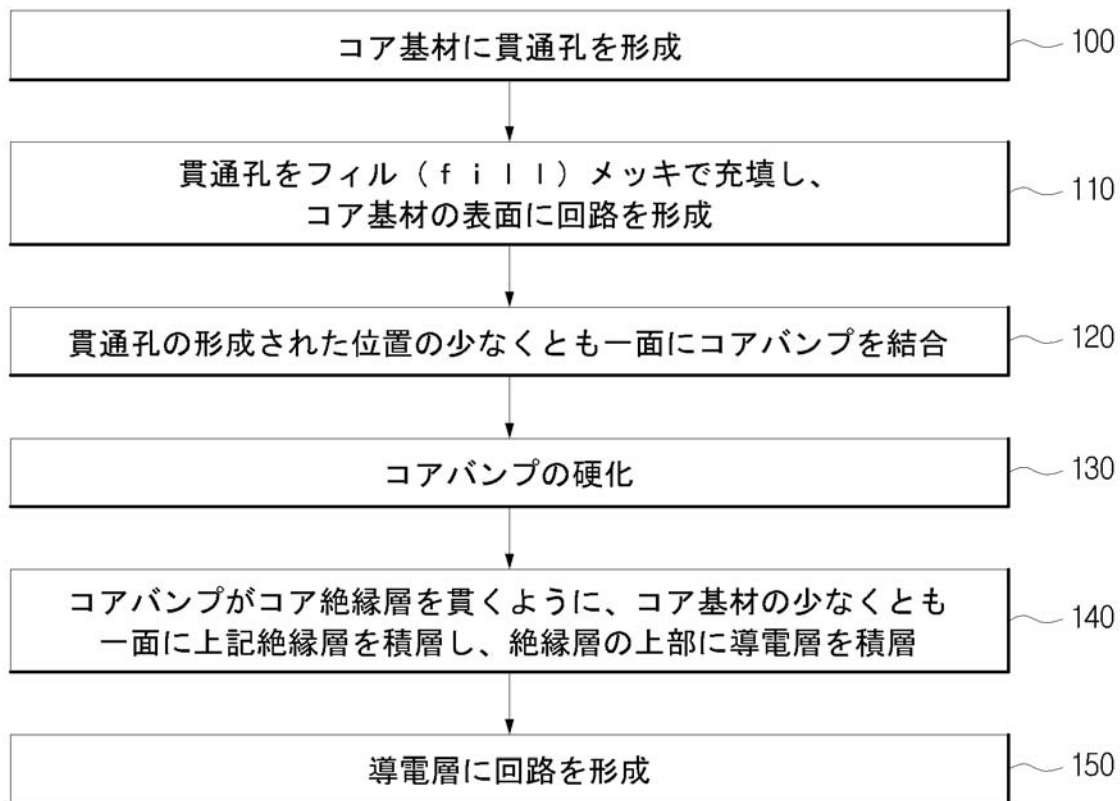 コア基材に貫通孔を形成
100
貫通孔をフィル（ｆｉｌｌ）メッキで充填し、
コア基材の表面に回路を形成
110
貫通孔の形成された位置の少なくとも一面にコアバンプを結合
120
コアバンプの硬化
130
コアバンプがコア絶縁層を貫くように、コア基材の少なくとも
一面に上記絶縁層を積層し、絶縁層の上部に導電層を積層
140
導電層に回路を形成
150